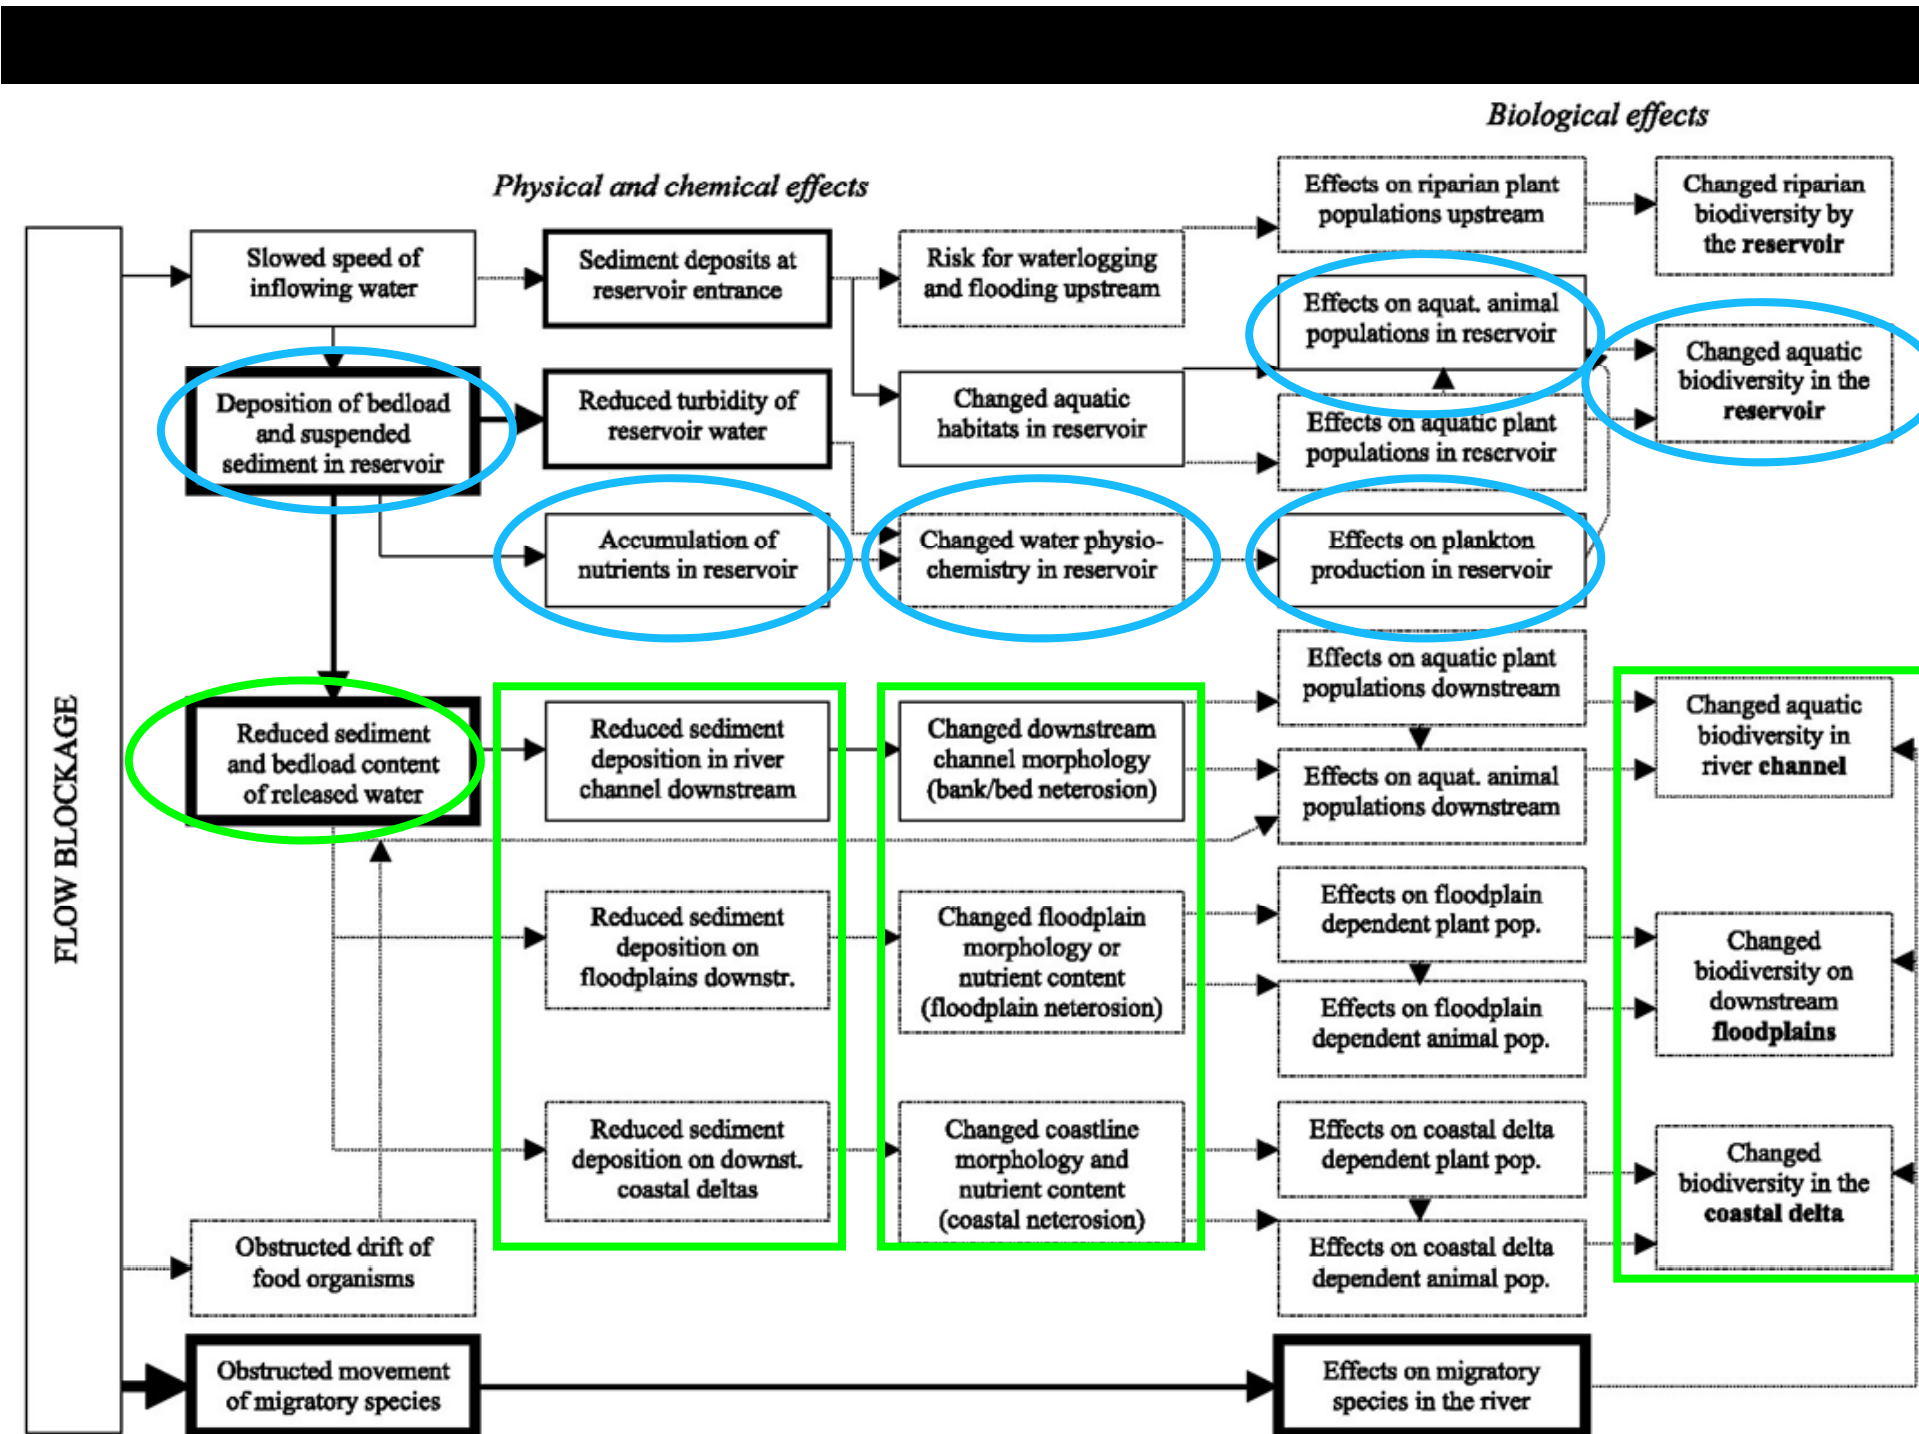 Biological effects
Physical and chemical effects
FLOW BLOCKAGE
Slowed speed of
inflowing water
Sediment deposits at
reservoir entrance
Risk for waterlogging
and flooding upstream
Effects on riparian plant
populations upstream
Changed riparian
biodiversity by
the reservoir
Effects on aquat. animal
populations in reservoir
Changed aquatic
biodiversity in the
reservoir
Deposition of bedload
and suspended
sediment in reservoir
Reduced turbidity of
reservoir water
Changed aquatic
habitats in reservoir
Effects on aquatic plant
populations in reservoir
Accumulation of
nutrients in reservoir
Changed water physio-
chemistry in reservoir
Effects on plankton
production in reservoir
Effects on aquatic plant
populations downstream
Reduced sediment
and bedload content
of released water
Reduced sediment
deposition in river
channel downstream
Changed downstream
channel morphology
(bank/bed neterosion)
Effects on aquat. animal
populations downstream
Changed aquatic
biodiversity in
river channel
Reduced sediment
deposition on
floodplains downstr.
Changed floodplain
morphology or
nutrient content
(floodplain neterosion)
Effects on floodplain
dependent plant pop.
Effects on floodplain
dependent animal pop.
Changed
biodiversity on
downstream
floodplains
Reduced sediment
deposition on downst.
coastal deltas
Changed coastline
morphology and
nutrient content
(coastal neterosion)
Effects on coastal delta
dependent plant pop.
Changed
biodiversity in the
coastal delta
Obstructed drift of
food organisms
Effects on coastal delta
dependent animal pop.
Obstructed movement
of migratory species
Effects on migratory
species in the river